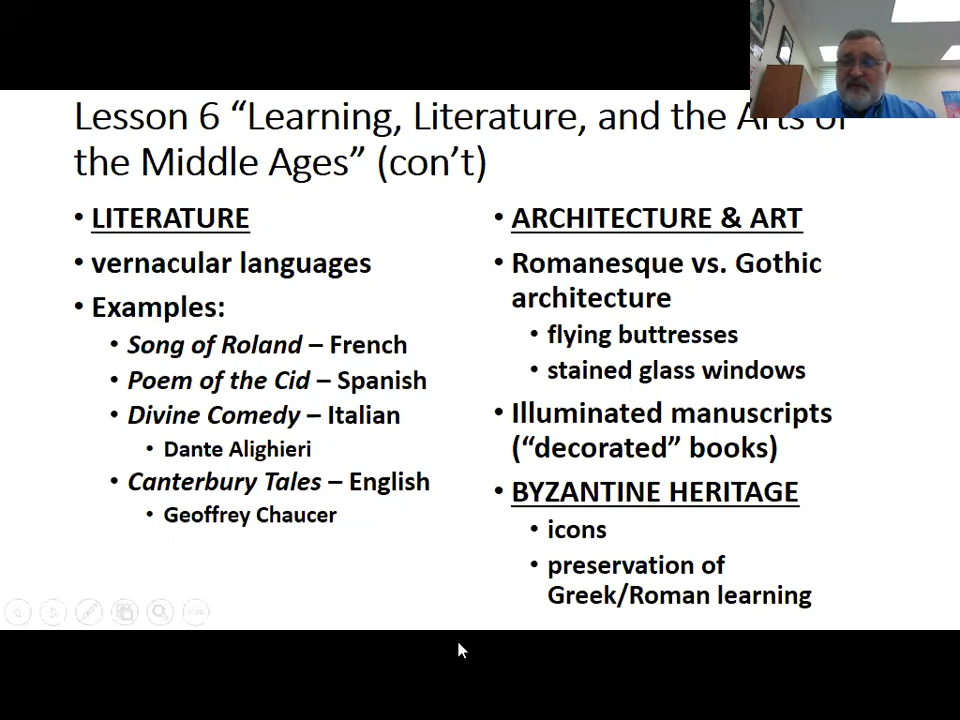 Lesson 6 “Learning, Literature, and the Arts of
the Middle Ages” (con’t)
• LITERATURE
• vernacular languages
• Examples:
• Song of Roland – French
• Poem of the Cid – Spanish
• Divine Comedy – Italian
• Dante Alighieri
• Canterbury Tales – English
• Geoffrey Chaucer
• ARCHITECTURE & ART
• Romanesque vs. Gothic
architecture
• flying buttresses
• stained glass windows
• Illuminated manuscripts
(“decorated” books)
• BYZANTINE HERITAGE
• icons
• preservation of
Greek/Roman learning